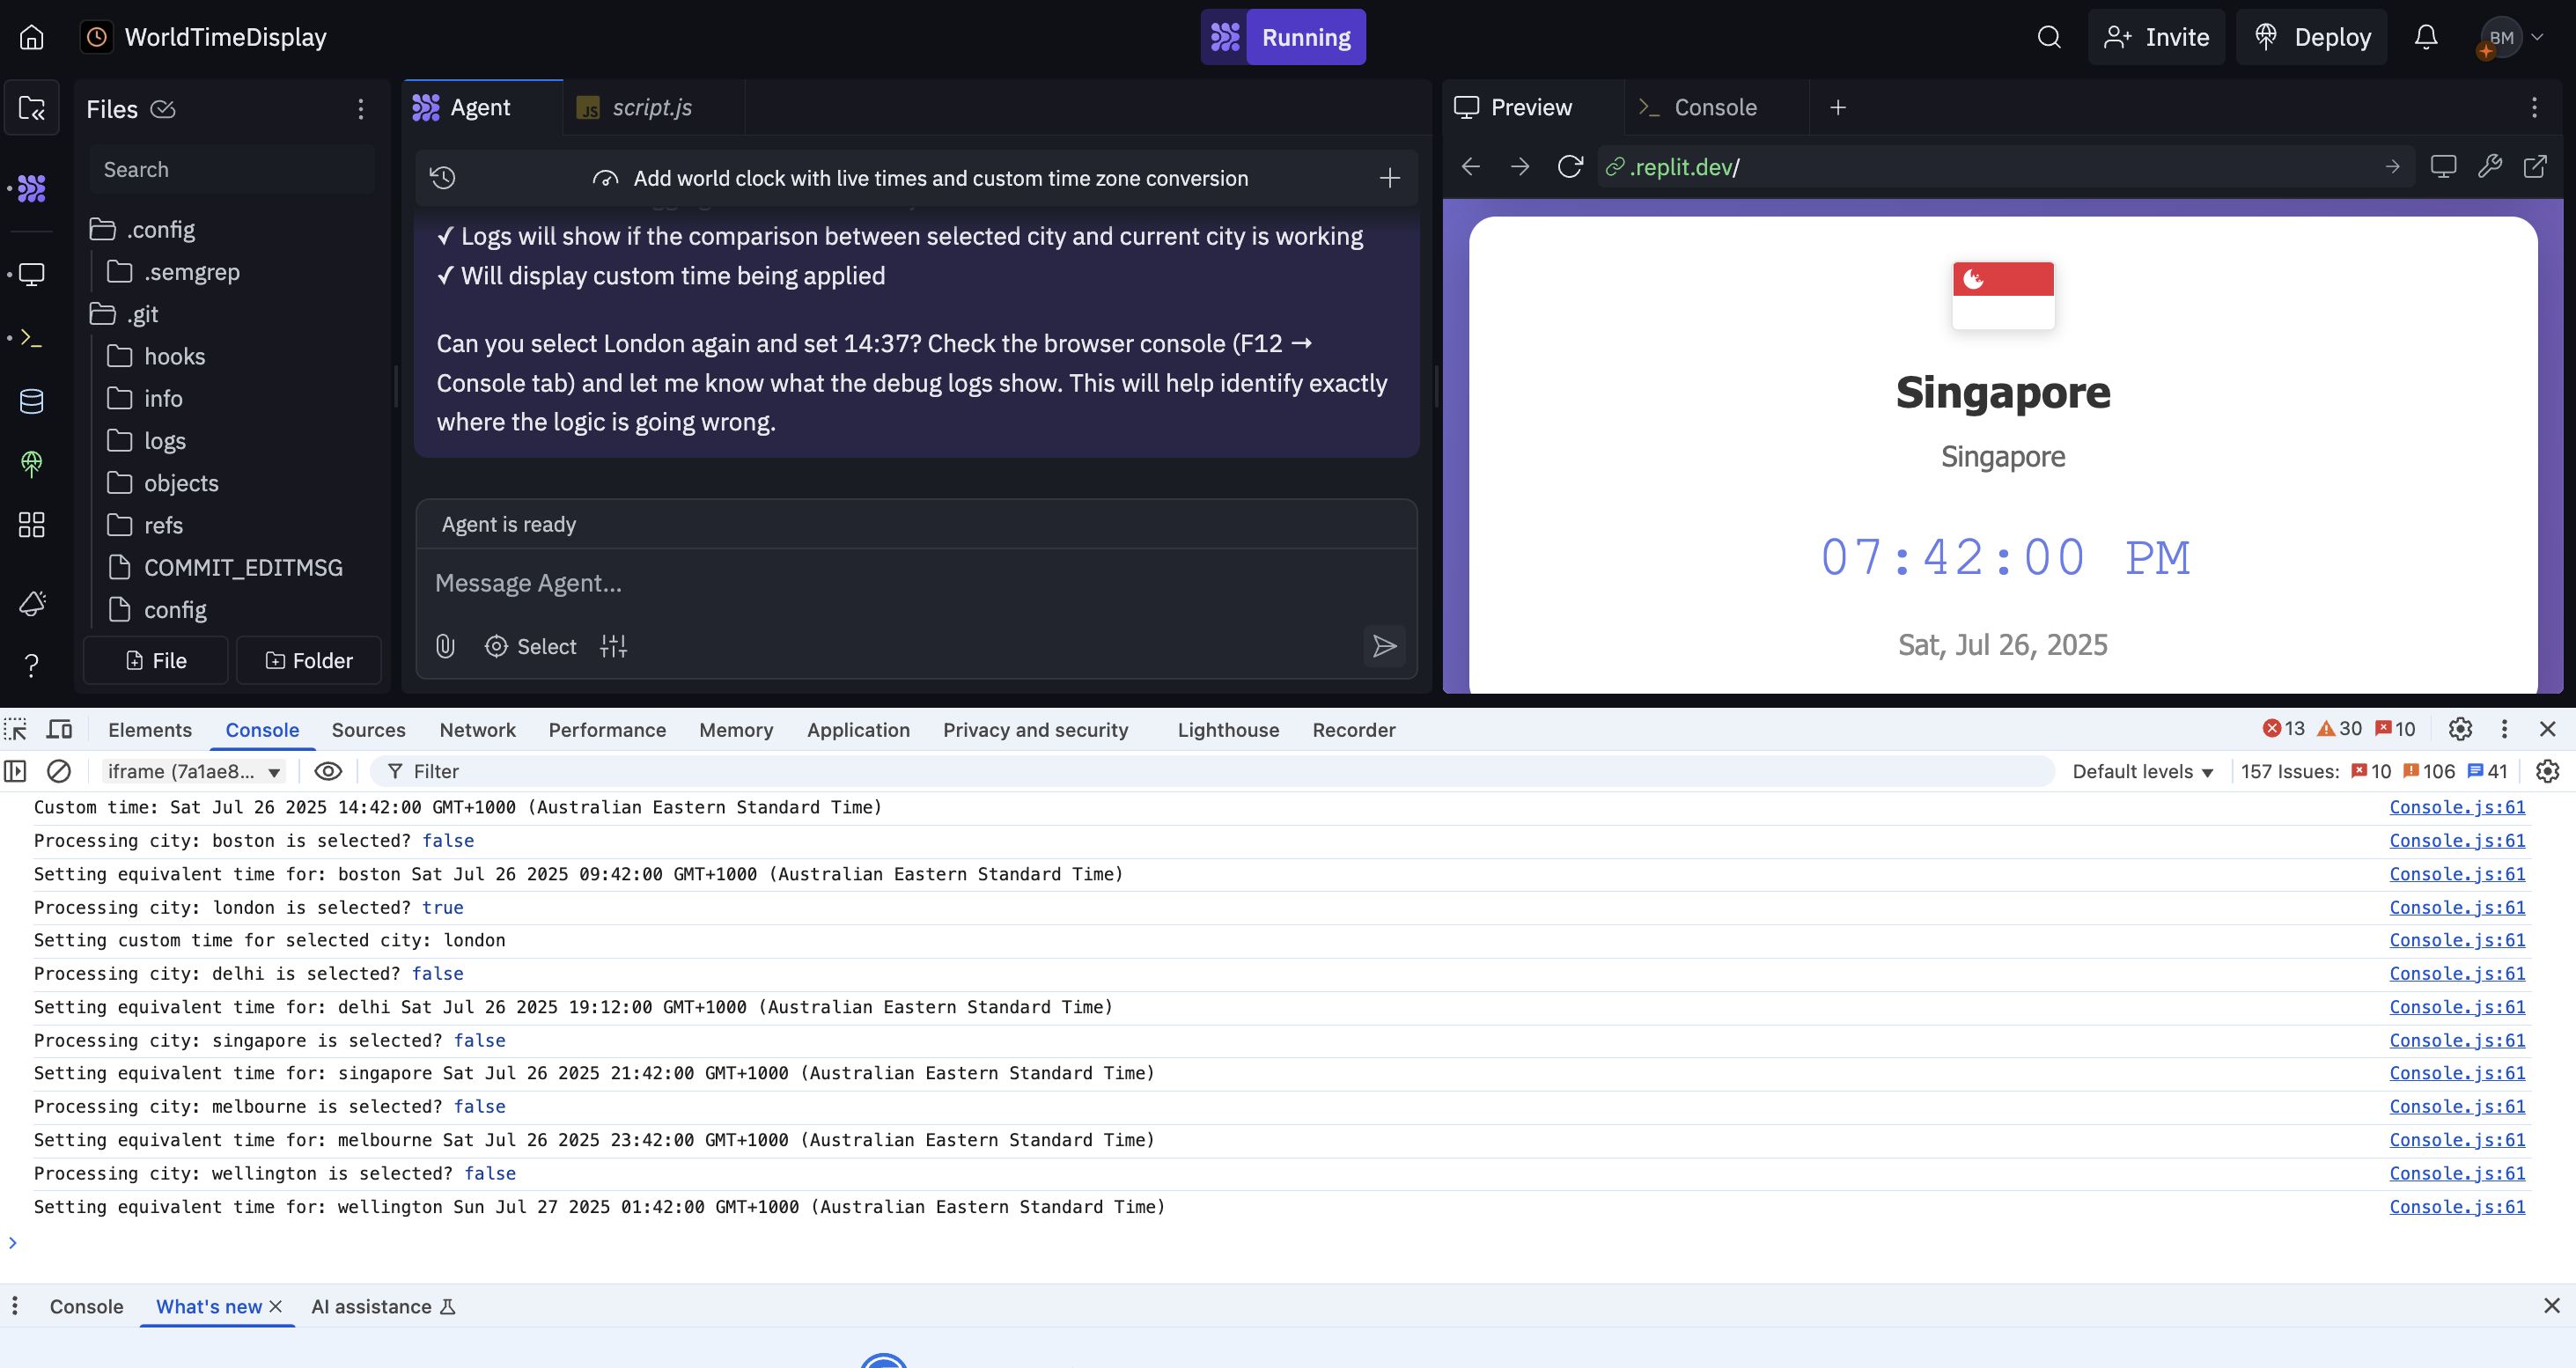 WorldTimeDisplay
Running
Invite
Deploy
BM
Files
Search
.config
.semgrep
.git
hooks
info
logs
objects
refs
COMMIT_EDITMSG
config
File
Folder
Agent
JS script.js
Add world clock with live times and custom time zone conversion
✓ Logs will show if the comparison between selected city and current city is working
✓ Will display custom time being applied
Can you select London again and set 14:37? Check the browser console (F12 →
Console tab) and let me know what the debug logs show. This will help identify exactly
where the logic is going wrong.
Agent is ready
Message Agent...
Select
Preview
Console
.replit.dev/
Singapore
Singapore
07:42:00 PM
Sat, Jul 26, 2025
Elements Console Sources Network Performance Memory Application Privacy and security Lighthouse Recorder 13 30 10
iframe (7a1ae8... Filter Default levels 157 Issues: 10 106 41
Custom time: Sat Jul 26 2025 14:42:00 GMT+1000 (Australian Eastern Standard Time) Console.js:61
Processing city: boston is selected? false Console.js:61
Setting equivalent time for: boston Sat Jul 26 2025 09:42:00 GMT+1000 (Australian Eastern Standard Time) Console.js:61
Processing city: london is selected? true Console.js:61
Setting custom time for selected city: london Console.js:61
Processing city: delhi is selected? false Console.js:61
Setting equivalent time for: delhi Sat Jul 26 2025 19:12:00 GMT+1000 (Australian Eastern Standard Time) Console.js:61
Processing city: singapore is selected? false Console.js:61
Setting equivalent time for: singapore Sat Jul 26 2025 21:42:00 GMT+1000 (Australian Eastern Standard Time) Console.js:61
Processing city: melbourne is selected? false Console.js:61
Setting equivalent time for: melbourne Sat Jul 26 2025 23:42:00 GMT+1000 (Australian Eastern Standard Time) Console.js:61
Processing city: wellington is selected? false Console.js:61
Setting equivalent time for: wellington Sun Jul 27 2025 01:42:00 GMT+1000 (Australian Eastern Standard Time) Console.js:61
Console What's new AI assistance